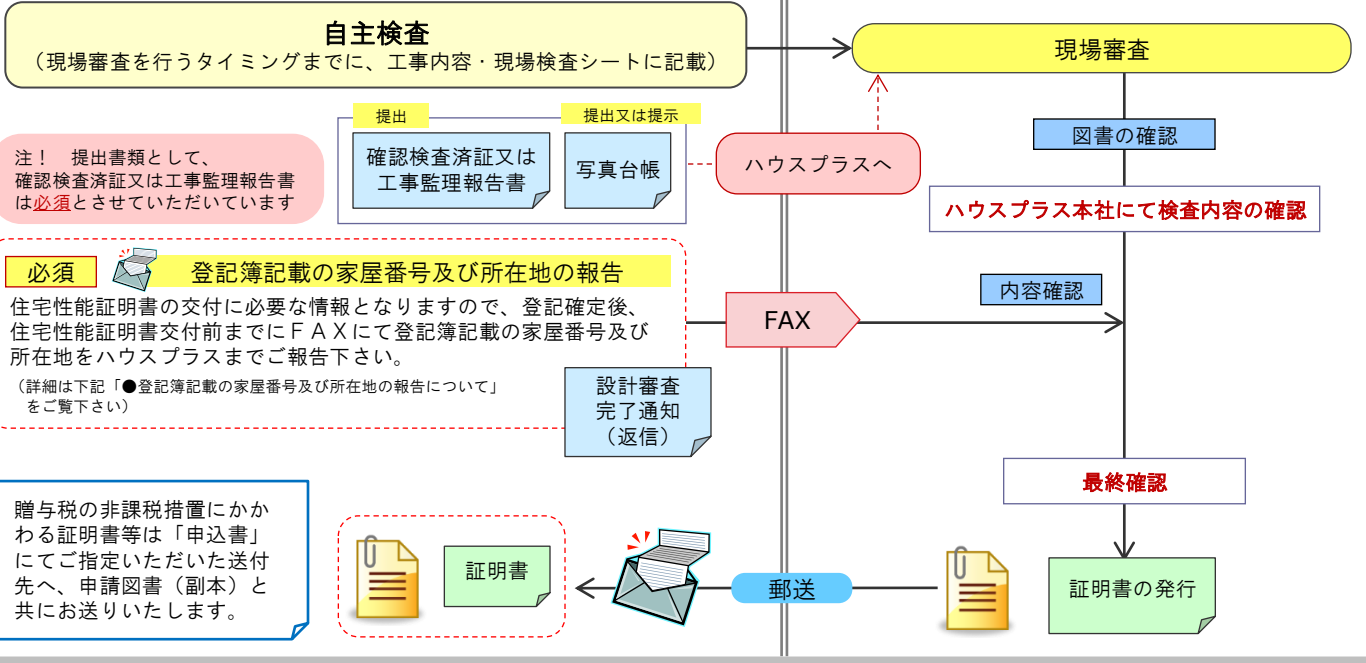 自主検査
（現場審査を行うタイミングまでに、工事内容・現場検査シートに記載）
現場審査
提出
提出又は提示
確認検査済証又は
工事監理報告書
写真台帳
ハウスプラスへ
図書の確認
注！　提出書類として、
確認検査済証又は工事監理報告書
は必須とさせていただいています
ハウスプラス本社にて検査内容の確認
必須
登記簿記載の家屋番号及び所在地の報告
住宅性能証明書の交付に必要な情報となりますので、登記確定後、
住宅性能証明書交付前までにＦＡＸにて登記簿記載の家屋番号及び
所在地をハウスプラスまでご報告下さい。
（詳細は下記「●登記簿記載の家屋番号及び所在地の報告について」
をご覧下さい）
設計審査
完了通知
（返信）
FAX
内容確認
最終確認
贈与税の非課税措置にかか
わる証明書等は「申込書」
にてご指定いただいた送付
先へ、申請図書（副本）と
共にお送りいたします。
証明書
郵送
証明書の発行